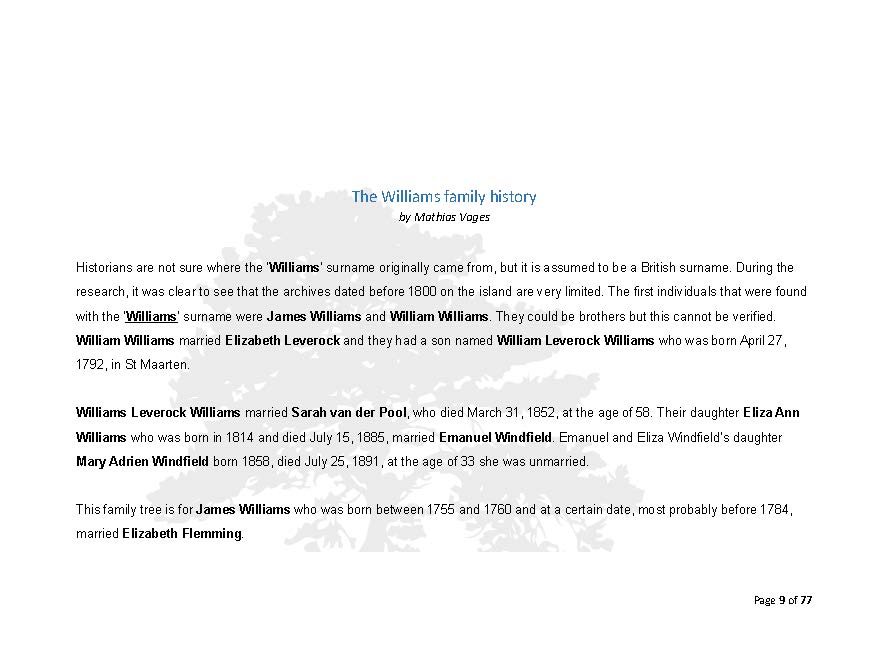 The Williams family history
by Mathias Voges
Historians are not sure where the ‘Williams’ surname originally came from, but it is assumed to be a British surname. During the
research, it was clear to see that the archives dated before 1800 on the island are very limited. The first individuals that were found
with the ‘Williams’ surname were James Williams and William Williams. They could be brothers but this cannot be verified.
William Williams married Elizabeth Leverock and they had a son named William Leverock Williams who was born April 27,
1792, in St Maarten.
Williams Leverock Williams married Sarah van der Pool, who died March 31, 1852, at the age of 58. Their daughter Eliza Ann
Williams who was born in 1814 and died July 15, 1885, married Emanuel Windfield. Emanuel and Eliza Windfield’s daughter
Mary Adrien Windfield born 1858, died July 25, 1891, at the age of 33 she was unmarried.
This family tree is for James Williams who was born between 1755 and 1760 and at a certain date, most probably before 1784,
married Elizabeth Flemming.
Page 9 of 77